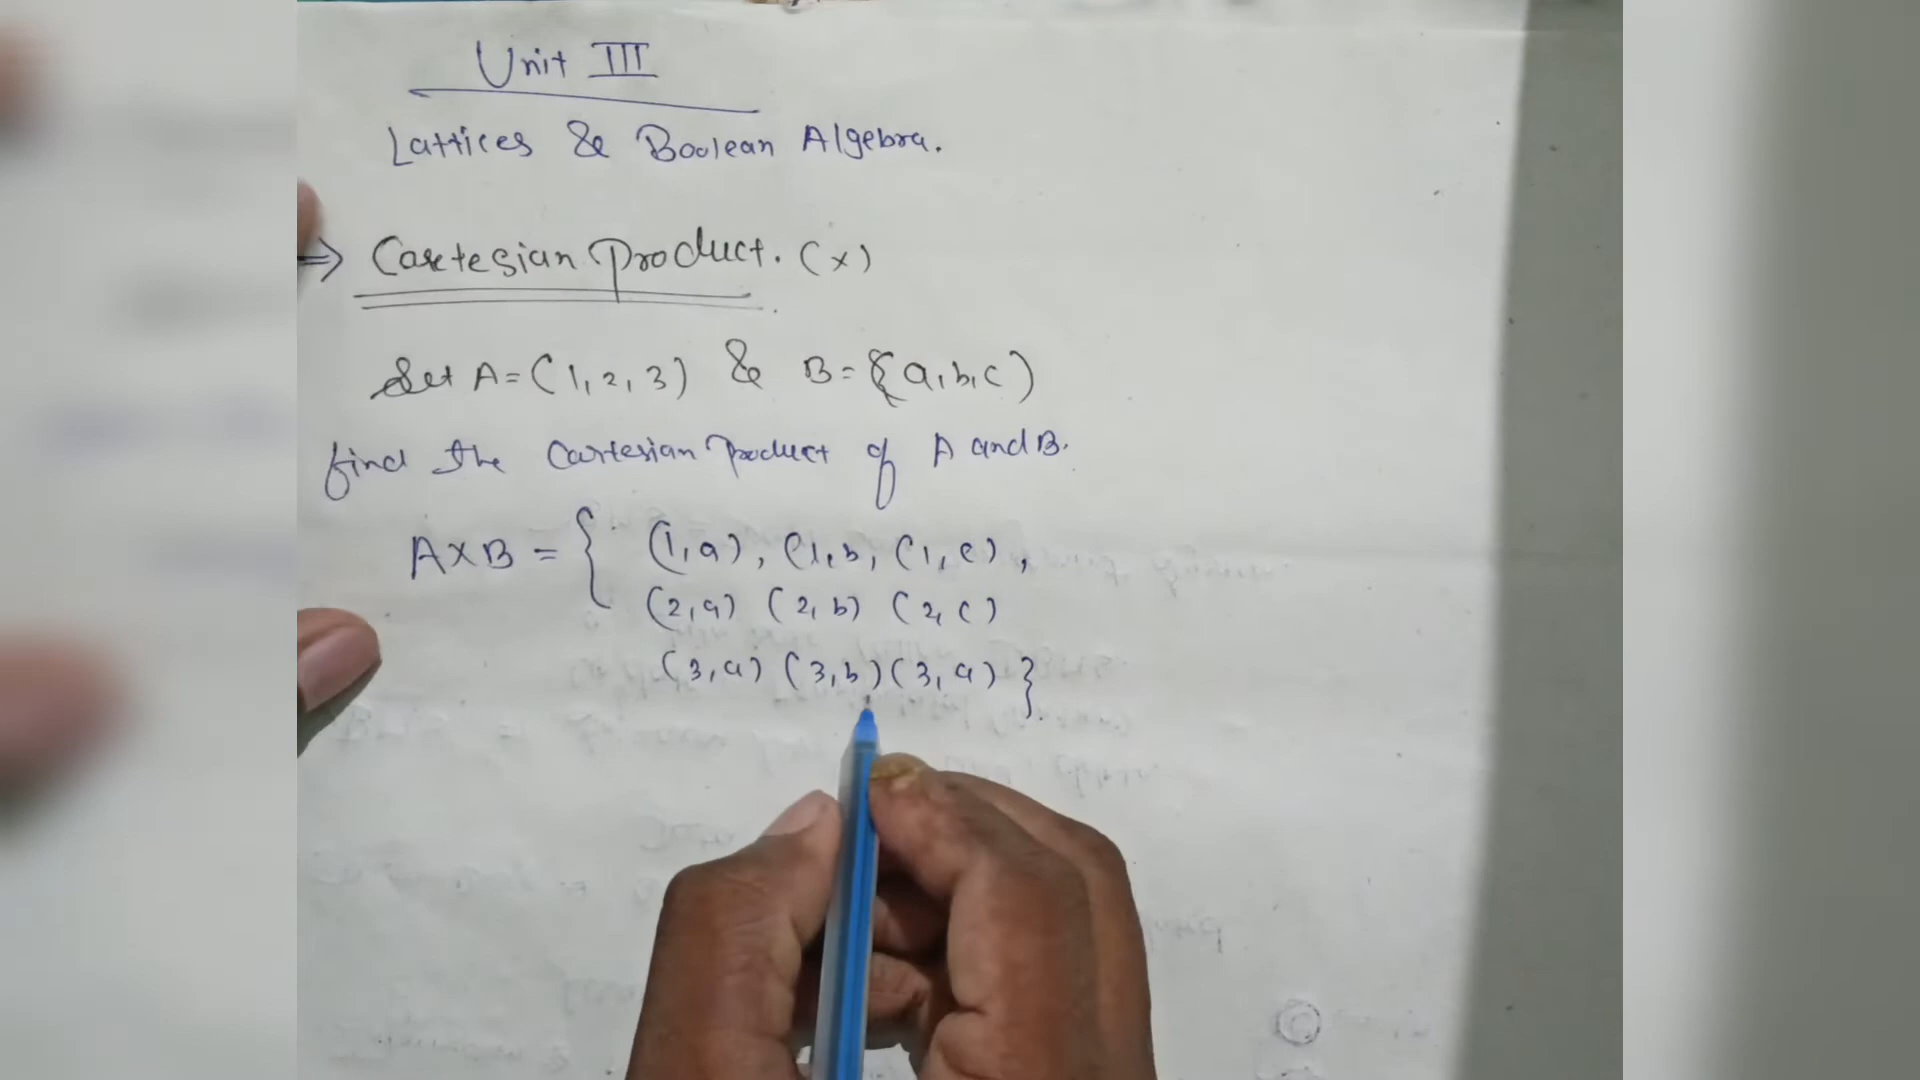 Unit III
Lattices & Boolean Algebra.
⇒ Cartesian Product. (×)
Set A = (1, 2, 3) & B = {a, b, c)
find the Cartesian Product of A and B.
A × B = { (1, a), (1, b, (1, c),
(2, a) (2, b) (2, c)
(3, a) (3, b) (3, a) }.